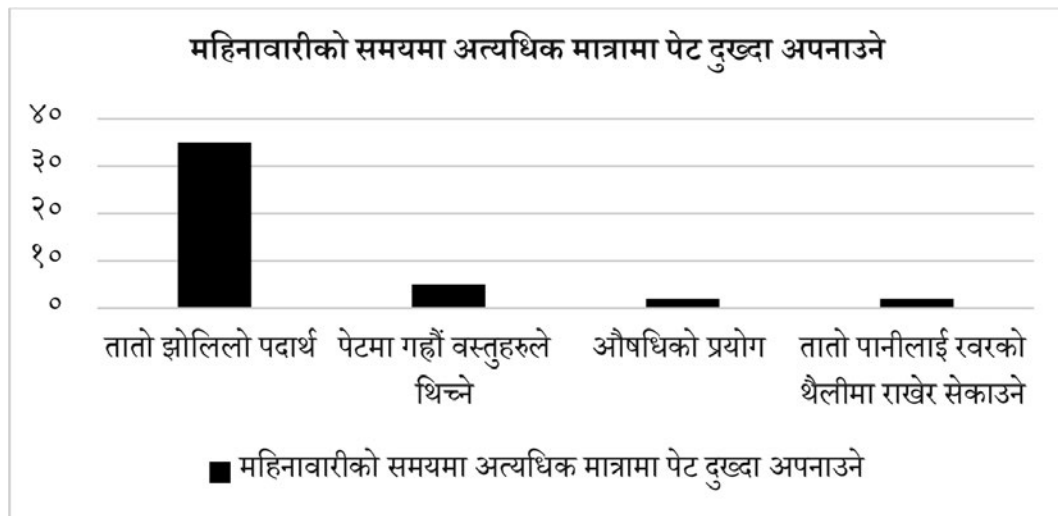 महिनावारीको समयमा अत्यधिक मात्रामा पेट दुख्दा अपनाउने
४०
३०
२०
१०
०
तातो झोलिलो पदार्थ
पेटमा गह्रौं वस्तुहरुले
थिच्ने
औषधिको प्रयोग
तातो पानीलाई रवरको
थैलीमा राखेर सेकाउने
महिनावारीको समयमा अत्यधिक मात्रामा पेट दुख्दा अपनाउने